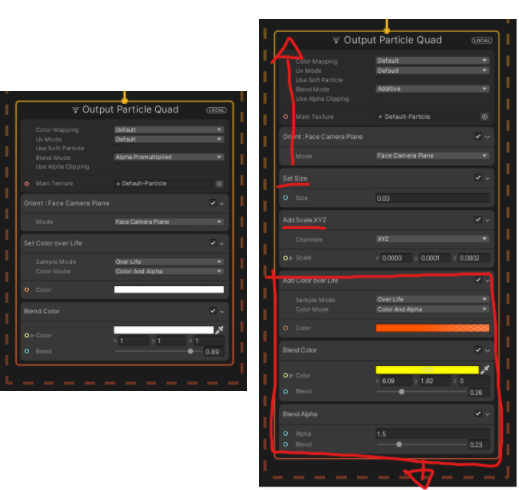 Output Particle Quad
LOCAL
Color Mapping Default
Uv Mode Default
Use Soft Particle
Blend Mode Alpha Premultiplied
Use Alpha Clipping
Main Texture Default-Particle
Orient : Face Camera Plane
Mode Face Camera Plane
Set Color over Life
Sample Mode Over Life
Color Mode Color And Alpha
Color
Blend Color
Color
x 1 y 1 z 1
Blend 0.89
Output Particle Quad
LOCAL
Color Mapping Default
Uv Mode Default
Use Soft Particle
Blend Mode Additive
Use Alpha Clipping
Main Texture Default-Particle
Orient : Face Camera Plane
Mode Face Camera Plane
Set Size
Size 0.03
Add Scale.XYZ
Channels XYZ
Scale x 0.0003 y 0.0001 z 0.0002
Add Color over Life
Sample Mode Over Life
Color Mode Color And Alpha
Color
Blend Color
Color
x 6.09 y 1.82 z 0
Blend 0.26
Blend Alpha
Alpha 1.5
Blend 0.23